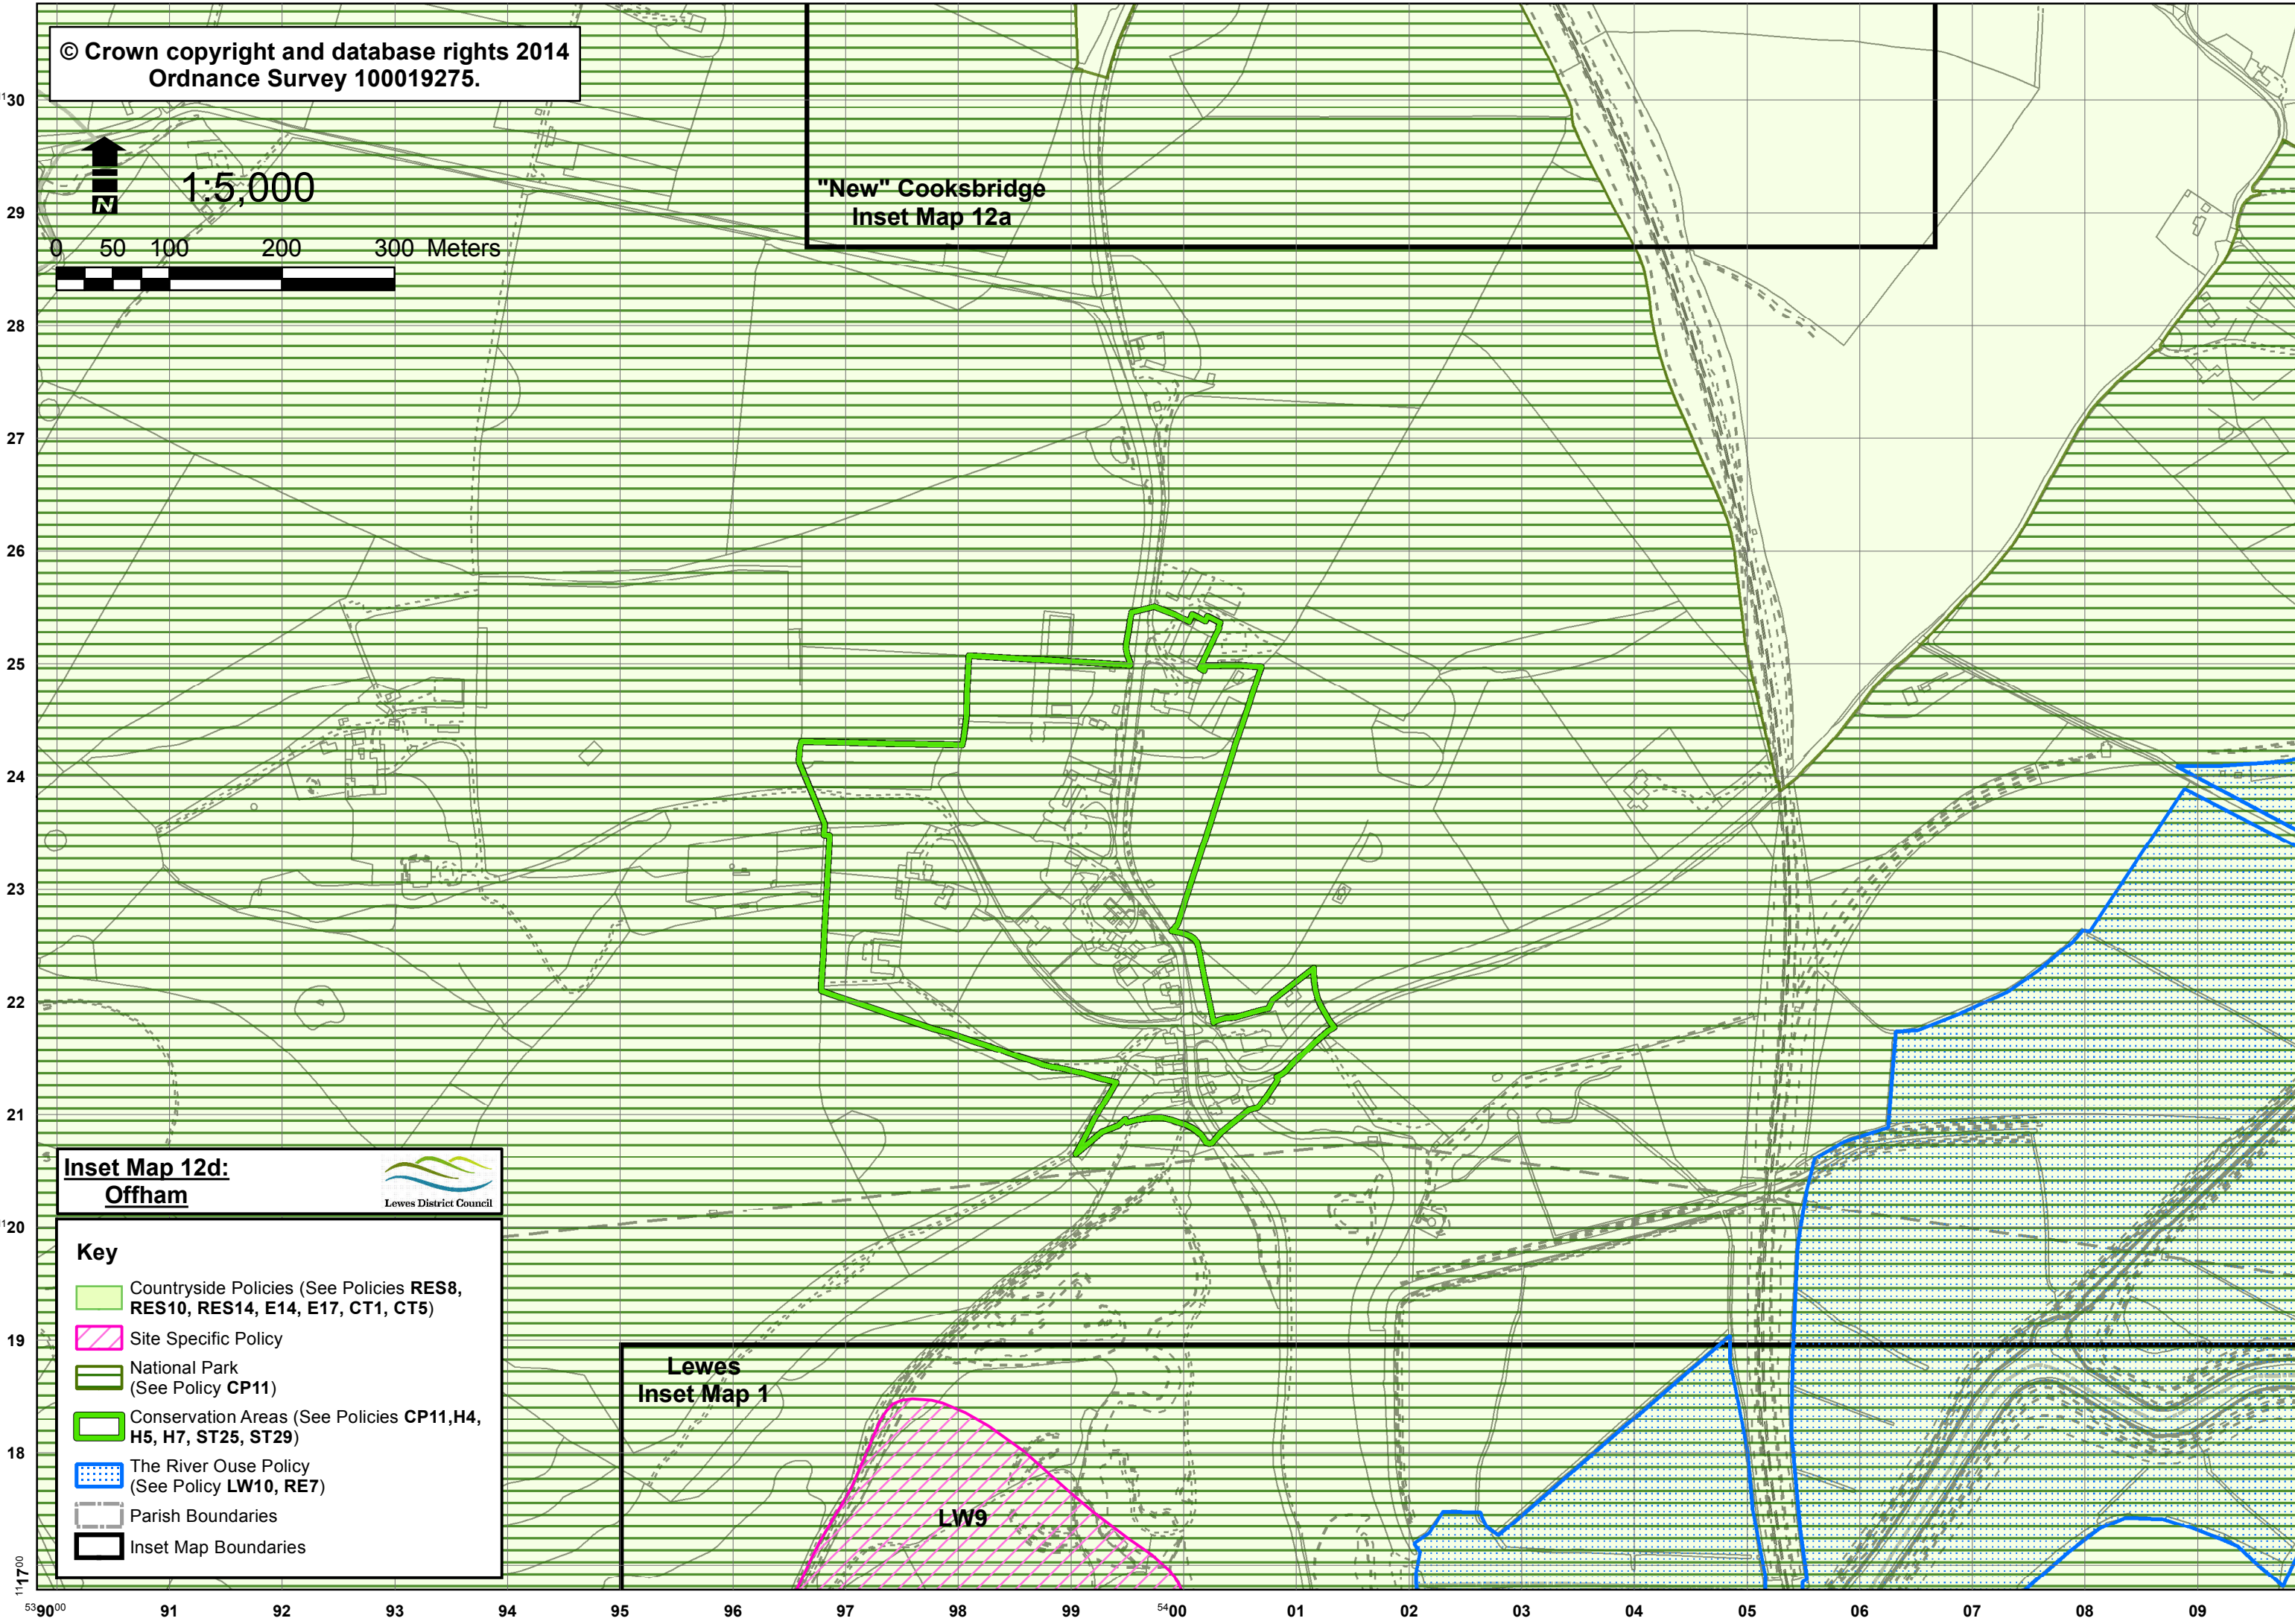 © Crown copyright and database rights 2014
Ordnance Survey 100019275.
1:5,000
N
0 50 100 200 300 Meters
"New" Cooksbridge
Inset Map 12a
30
29
28
27
26
25
24
23
22
21
20
19
18
111700
Inset Map 12d:
Offham
Lewes District Council
Key
Countryside Policies (See Policies RES8,
RES10, RES14, E14, E17, CT1, CT5)
Site Specific Policy
National Park
(See Policy CP11)
Conservation Areas (See Policies CP11,H4,
H5, H7, ST25, ST29)
The River Ouse Policy
(See Policy LW10, RE7)
Parish Boundaries
Inset Map Boundaries
Lewes
Inset Map 1
LW9
539000 91 92 93 94 95 96 97 98 99 5400 01 02 03 04 05 06 07 08 09